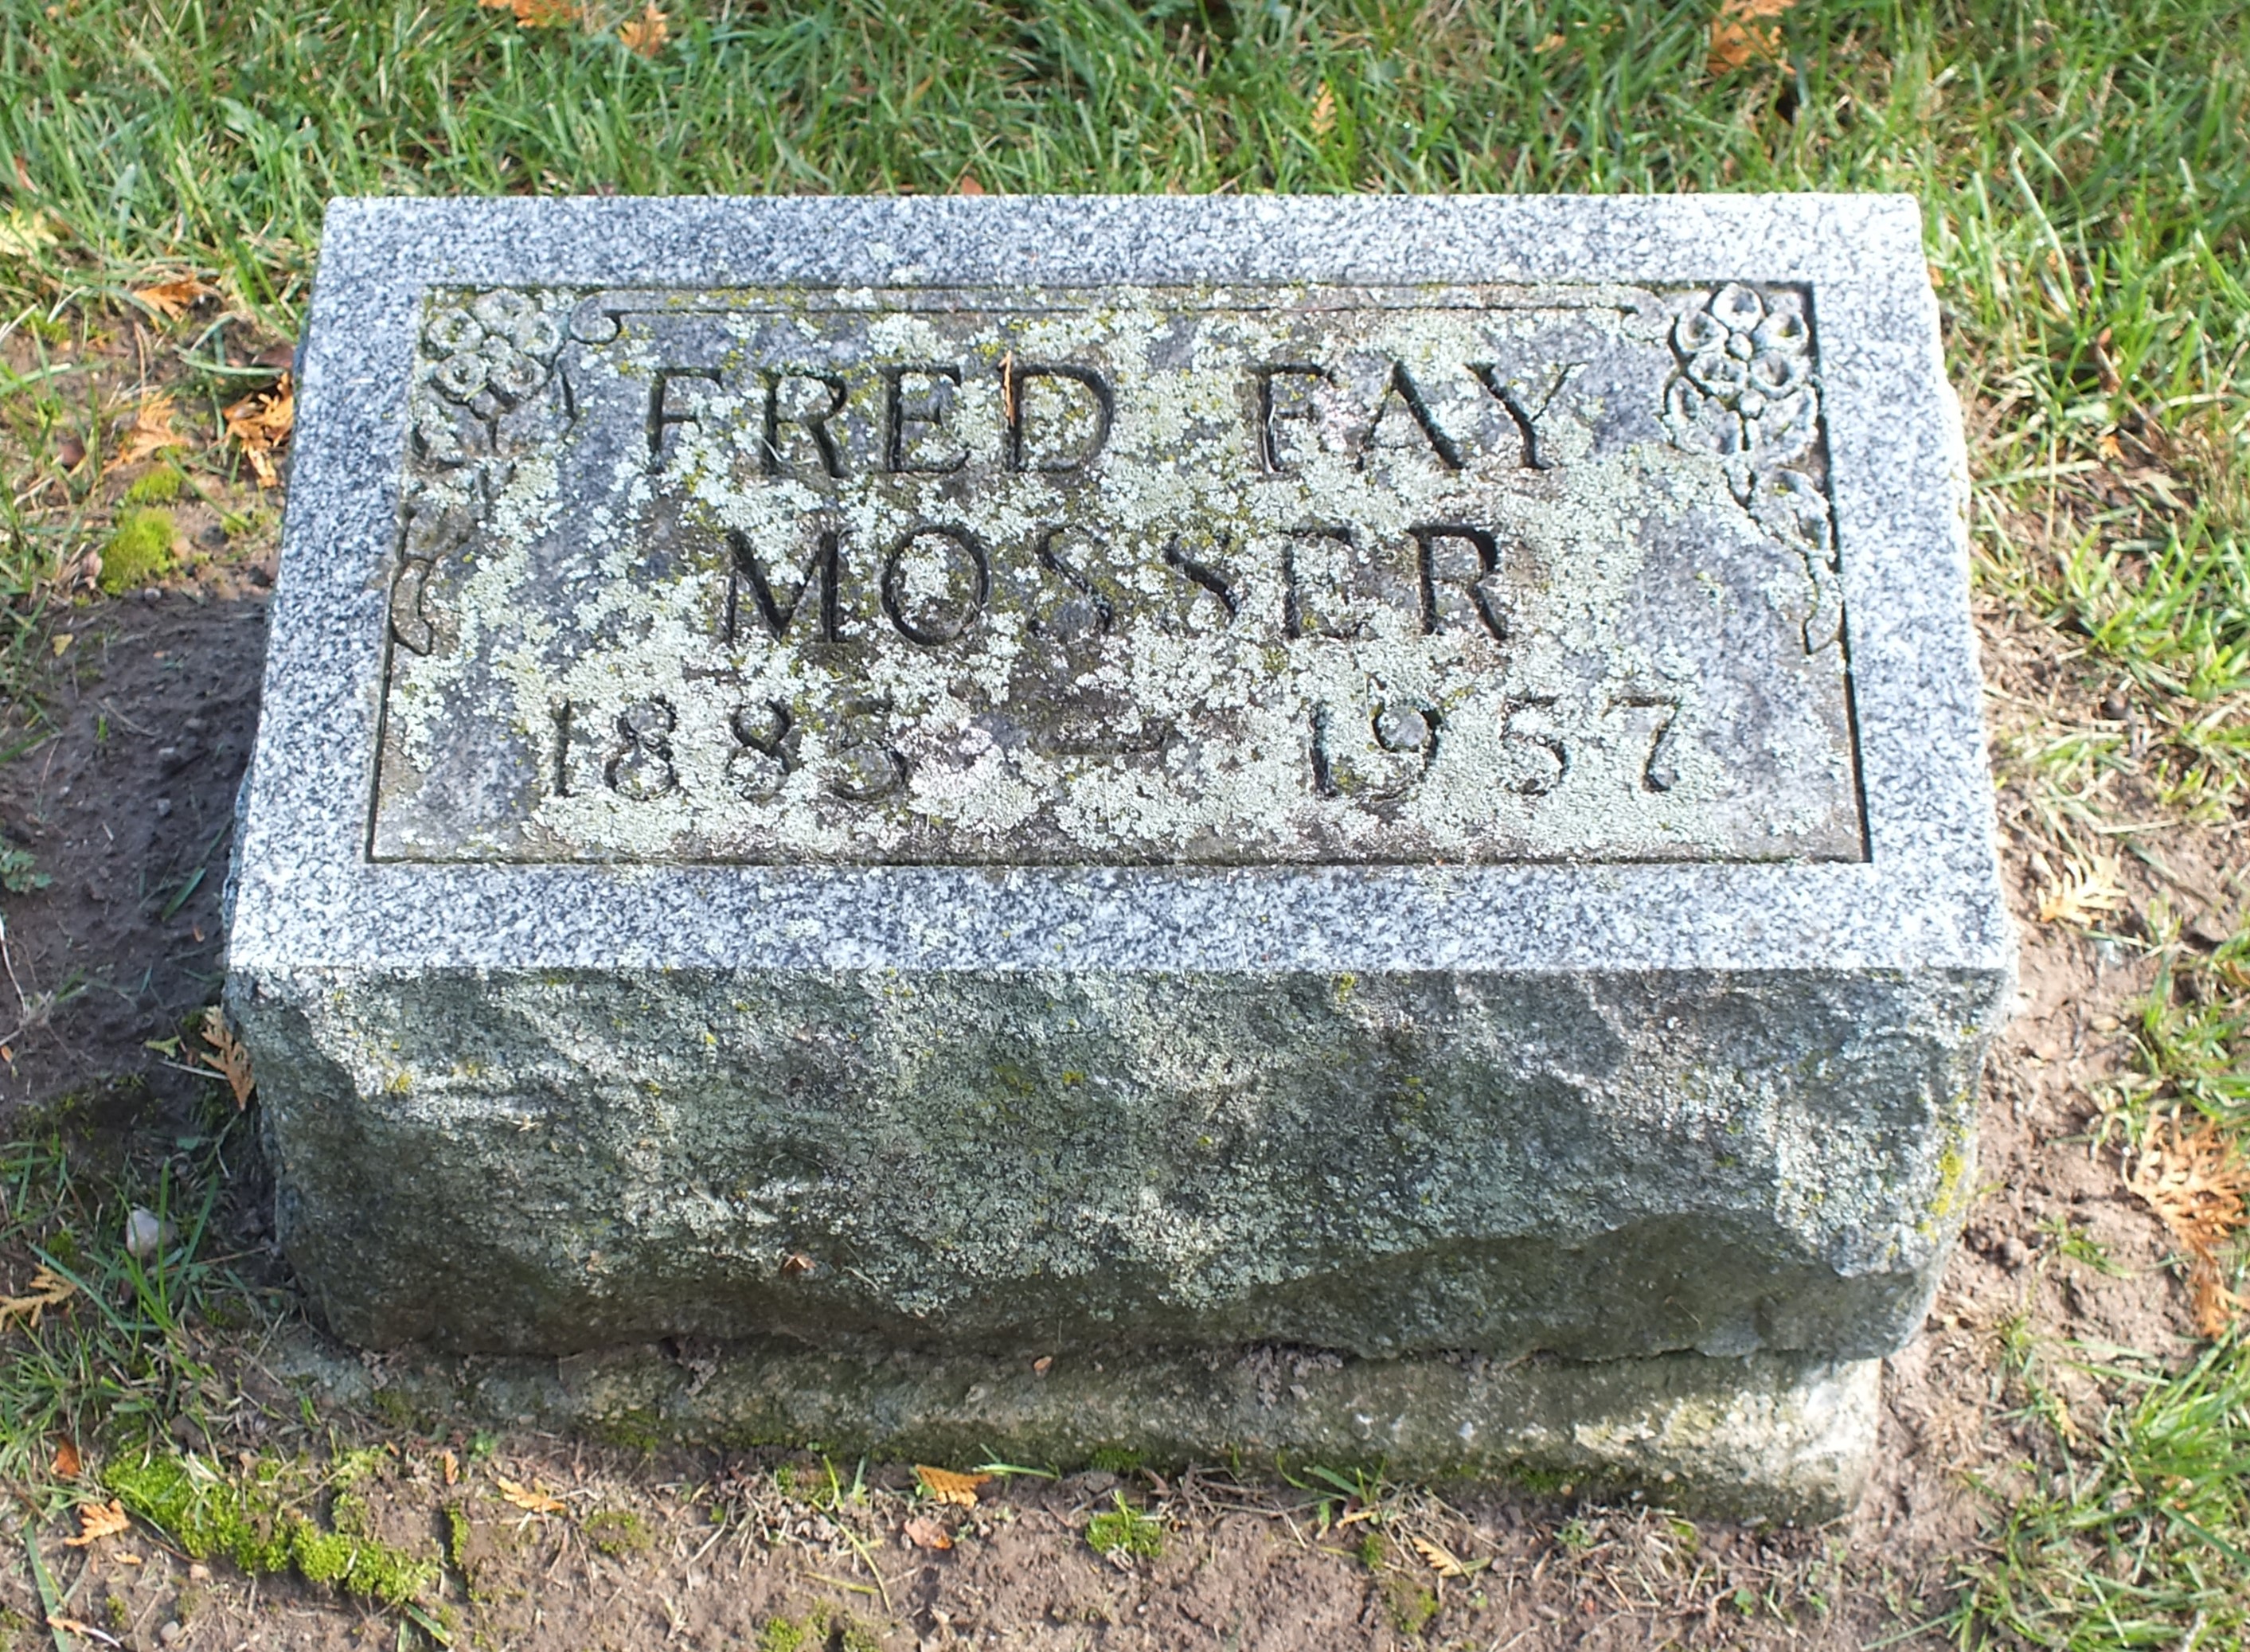 FRED FAY
MOSSER
1885 — 1957